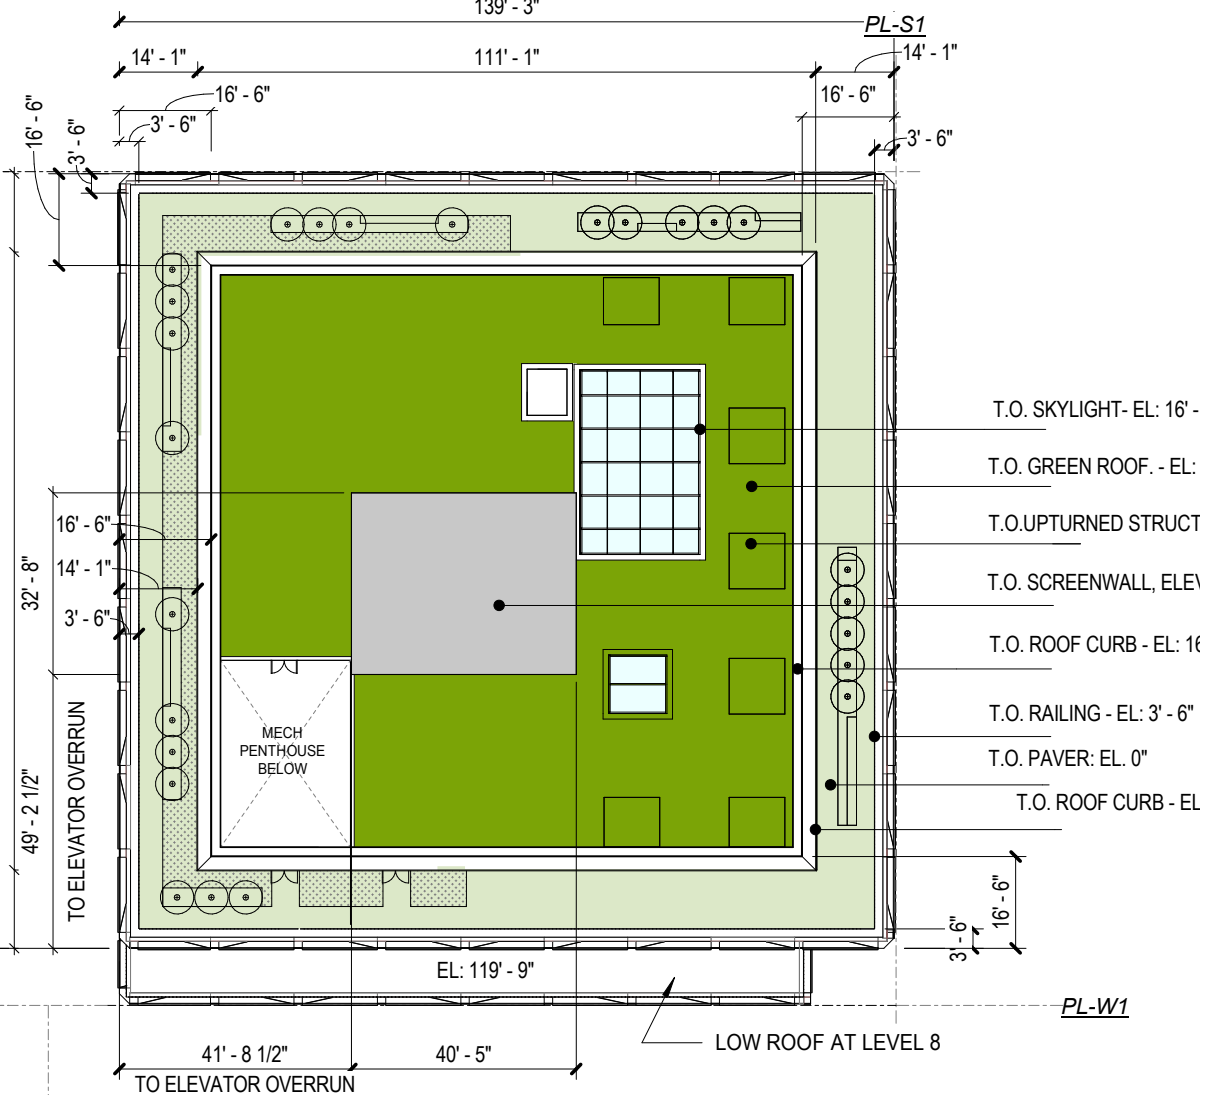 139' - 3"
PL-S1
14' - 1"
111' - 1"
14' - 1"
16' - 6"
16' - 6"
3' - 6"
3' - 6"
16' - 6"
3' - 6"
T.O. SKYLIGHT- EL: 16' -
T.O. GREEN ROOF. - EL:
T.O.UPTURNED STRUCT
T.O. SCREENWALL, ELEV
T.O. ROOF CURB - EL: 16
T.O. RAILING - EL: 3' - 6"
T.O. PAVER: EL. 0"
T.O. ROOF CURB - EL
16' - 6"
14' - 1"
3' - 6"
32' - 8"
49' - 2 1/2"
TO ELEVATOR OVERRUN
MECH
PENTHOUSE
BELOW
16' - 6"
3' - 6"
EL: 119' - 9"
PL-W1
LOW ROOF AT LEVEL 8
41' - 8 1/2"
40' - 5"
TO ELEVATOR OVERRUN